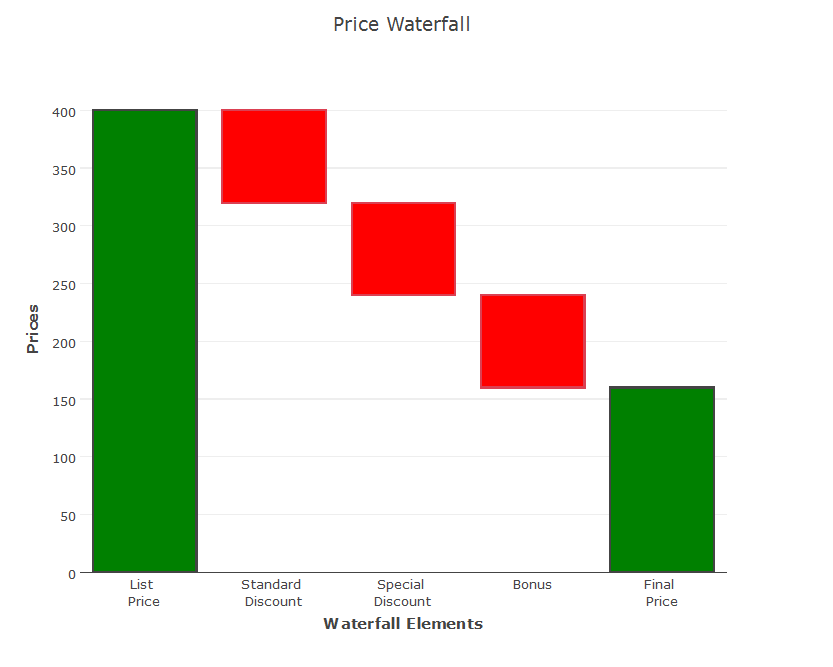 Price Waterfall
400
350
300
250
200
150
100
50
0
Prices
List
Price
Standard
Discount
Special
Discount
Bonus
Final
Price
Waterfall Elements